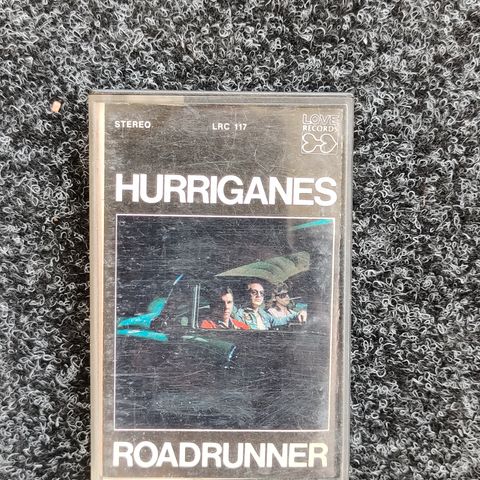 STEREO. LRC 117
LOVE
RECORDS
HURRIGANES
ROADRUNNER